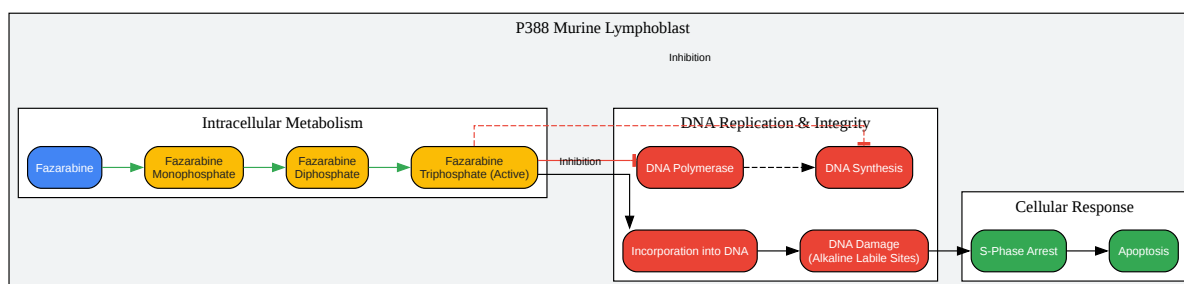 P388 Murine Lymphoblast
Inhibition
Intracellular Metabolism
DNA Replication & Integrity
Fazarabine
Fazarabine
Monophosphate
Fazarabine
Diphosphate
Fazarabine
Triphosphate (Active)
Inhibition
DNA Polymerase
DNA Synthesis
Cellular Response
Incorporation into DNA
DNA Damage
(Alkaline Labile Sites)
S-Phase Arrest
Apoptosis